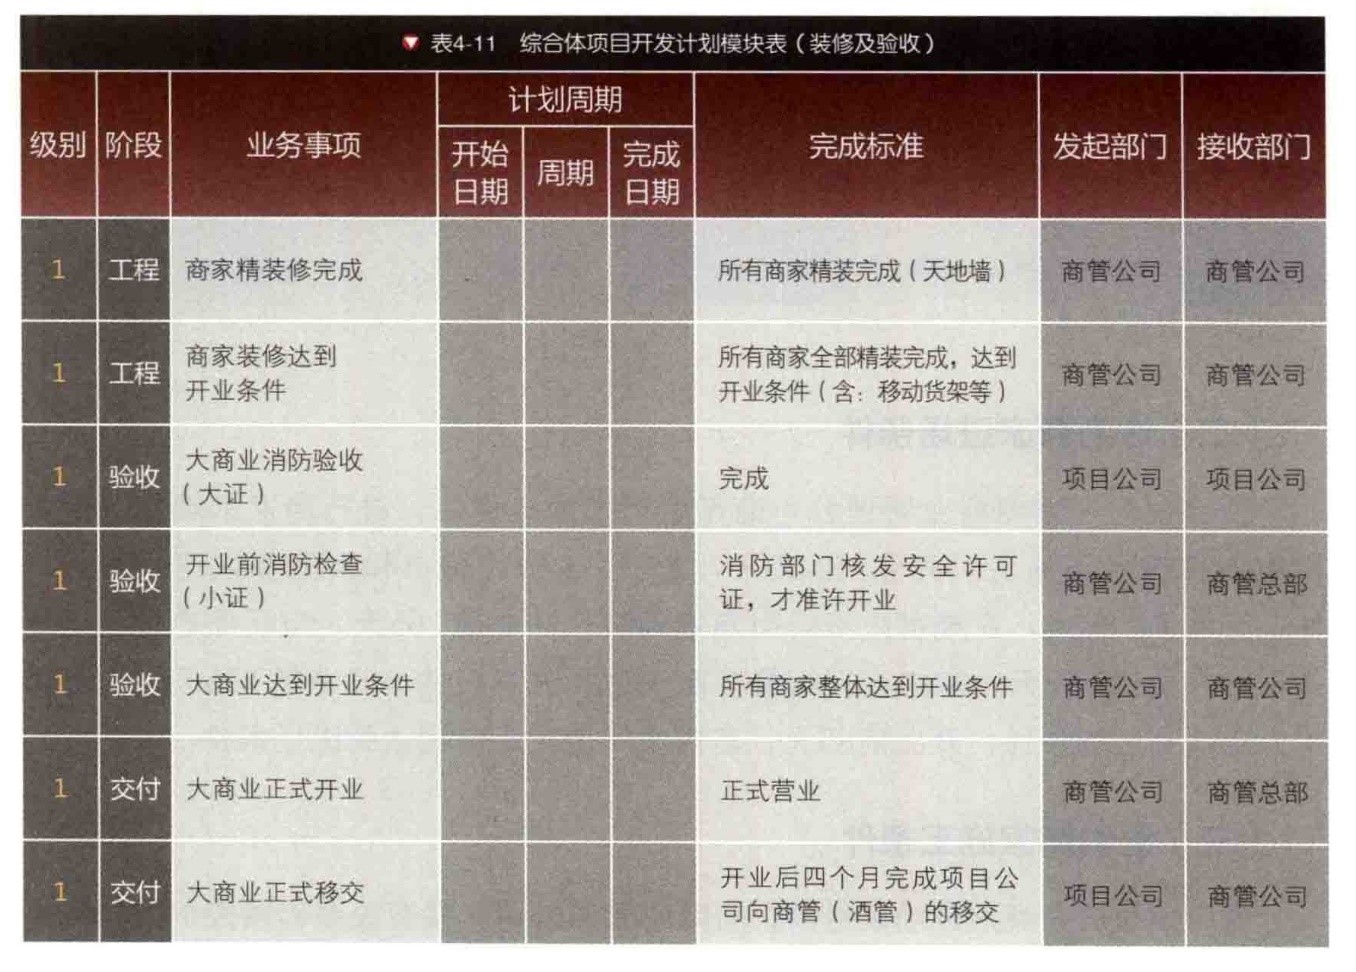 表4-11 综合体项目开发计划模块表（装修及验收）
级别 阶段 业务事项 计划周期 完成标准 发起部门 接收部门
开始日期 周期 完成日期
1 工程 商家精装修完成 所有商家精装完成（天地墙） 商管公司 商管公司
1 工程 商家装修达到
开业条件 所有商家全部精装完成，达到
开业条件（含：移动货架等） 商管公司 商管公司
1 验收 大商业消防验收
（大证） 完成 项目公司 项目公司
1 验收 开业前消防检查
（小证） 消防部门核发安全许可
证，才准许开业 商管公司 商管总部
1 验收 大商业达到开业条件 所有商家整体达到开业条件 商管公司 商管公司
1 交付 大商业正式开业 正式营业 商管公司 商管总部
1 交付 大商业正式移交 开业后四个月完成项目公
司向商管（酒管）的移交 项目公司 商管公司